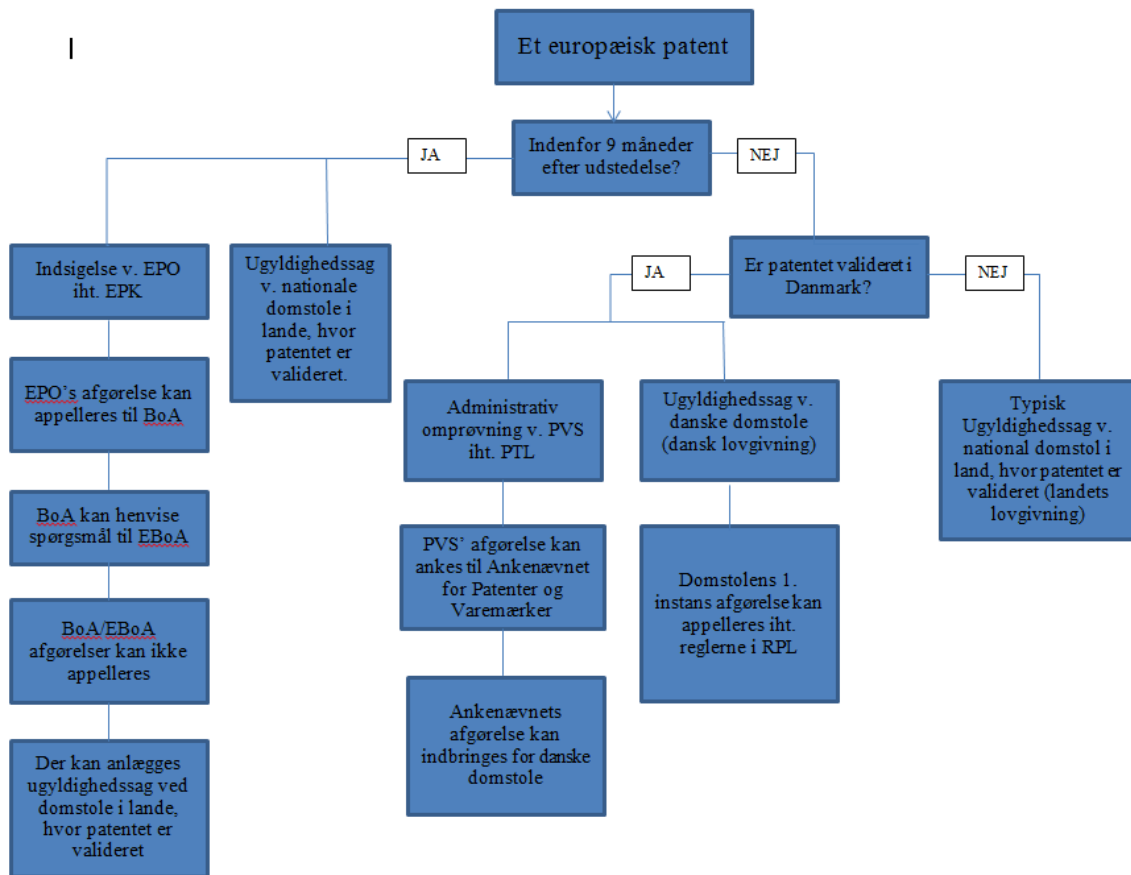 Et europæisk patent
Indenfor 9 måneder
efter udstedelse?
JA
NEJ
Indsigelse v. EPO
iht. EPK
EPO's afgørelse kan
appelleres til BoA
BoA kan henvise
spørgsmål til EBoA
BoA/EBoA
afgørelser kan ikke
appelleres
Der kan anlægges
ugyldighedssag ved
domstole i lande,
hvor patentet er
valideret
Ugyldighedssag
v. nationale
domstole i
lande, hvor
patentet er
valideret.
Er patentet valideret i
Danmark?
JA
NEJ
Administrativ
omprøvning v. PVS
iht. PTL
PVS' afgørelse kan
ankes til Ankenævnet
for Patenter og
Varemærker
Ankenævnets
afgørelse kan
indbringes for danske
domstole
Ugyldighedssag v.
danske domstole
(dansk lovgivning)
Domstolens 1.
instans afgørelse kan
appelleres iht.
reglerne i RPL
Typisk
Ugyldighedssag v.
national domstol i
land, hvor patentet er
valideret (landets
lovgivning)